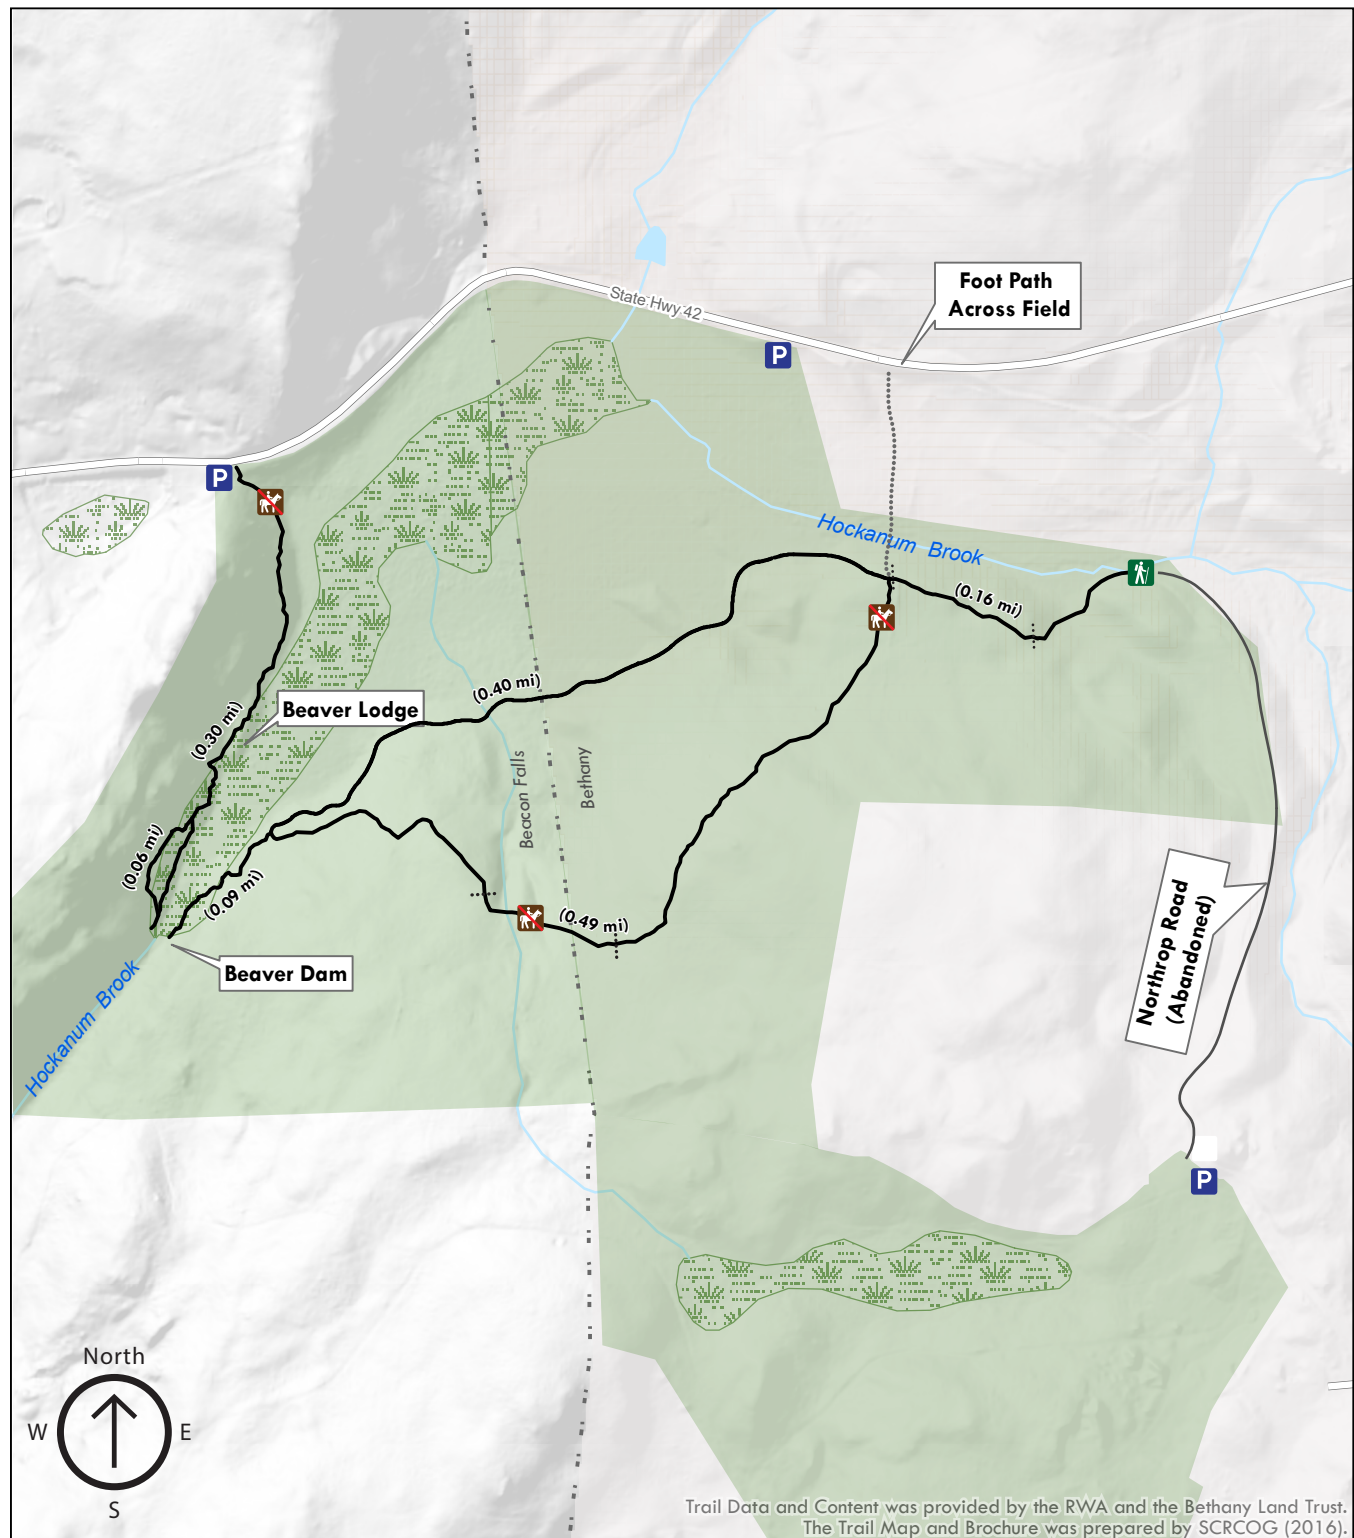 Foot Path
Across Field
State Hwy 42
P
P
Hockanum Brook
(0.16 mi)
(0.40 mi)
Beaver Lodge
(0.30 mi)
Beacon Falls
Bethany
(0.06 mi)
(0.09 mi)
(0.49 mi)
Northrop Road
(Abandoned)
Beaver Dam
Hockanum Brook
P
North
W
E
S
Trail Data and Content was provided by the RWA and the Bethany Land Trust.
The Trail Map and Brochure was prepared by SCRCOG (2016).